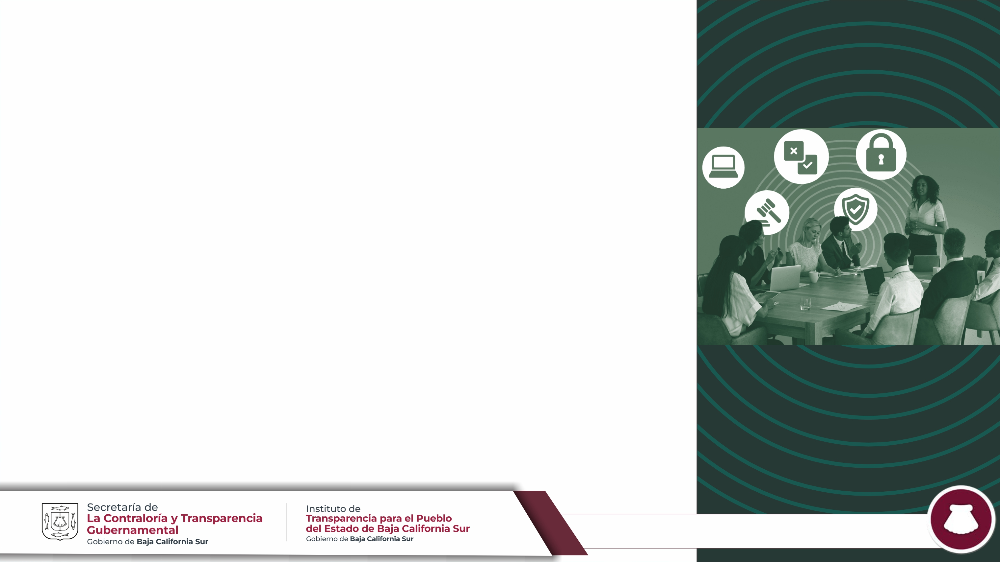 Secretaría de
La Contraloría y Transparencia
Gubernamental
Gobierno de Baja California Sur
Instituto de
Transparencia para el Pueblo
del Estado de Baja California Sur
Gobierno de Baja California Sur